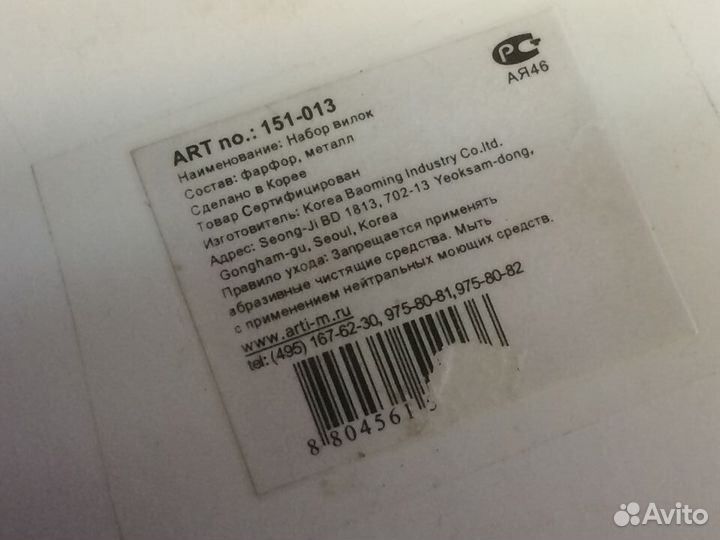 РС
АЯ46
ART no.: 151-013
Наименование: Набор вилок
Состав: фарфор, металл
Сделано в Корее
Товар Сертифицирован
Изготовитель: Korea Baoming Industry Co.ltd.
Адрес: Seong-Ji BD 1813, 702-13 Yeoksam-dong,
Gongham-gu, Seoul, Korea
Правило ухода: Запрещается применять
абразивные чистящие средства. Мыть
с применением нейтральных моющих средств.
www.arti-m.ru
tel: (495) 167-62-30, 975-80-81,975-80-82
8 804561
Avito